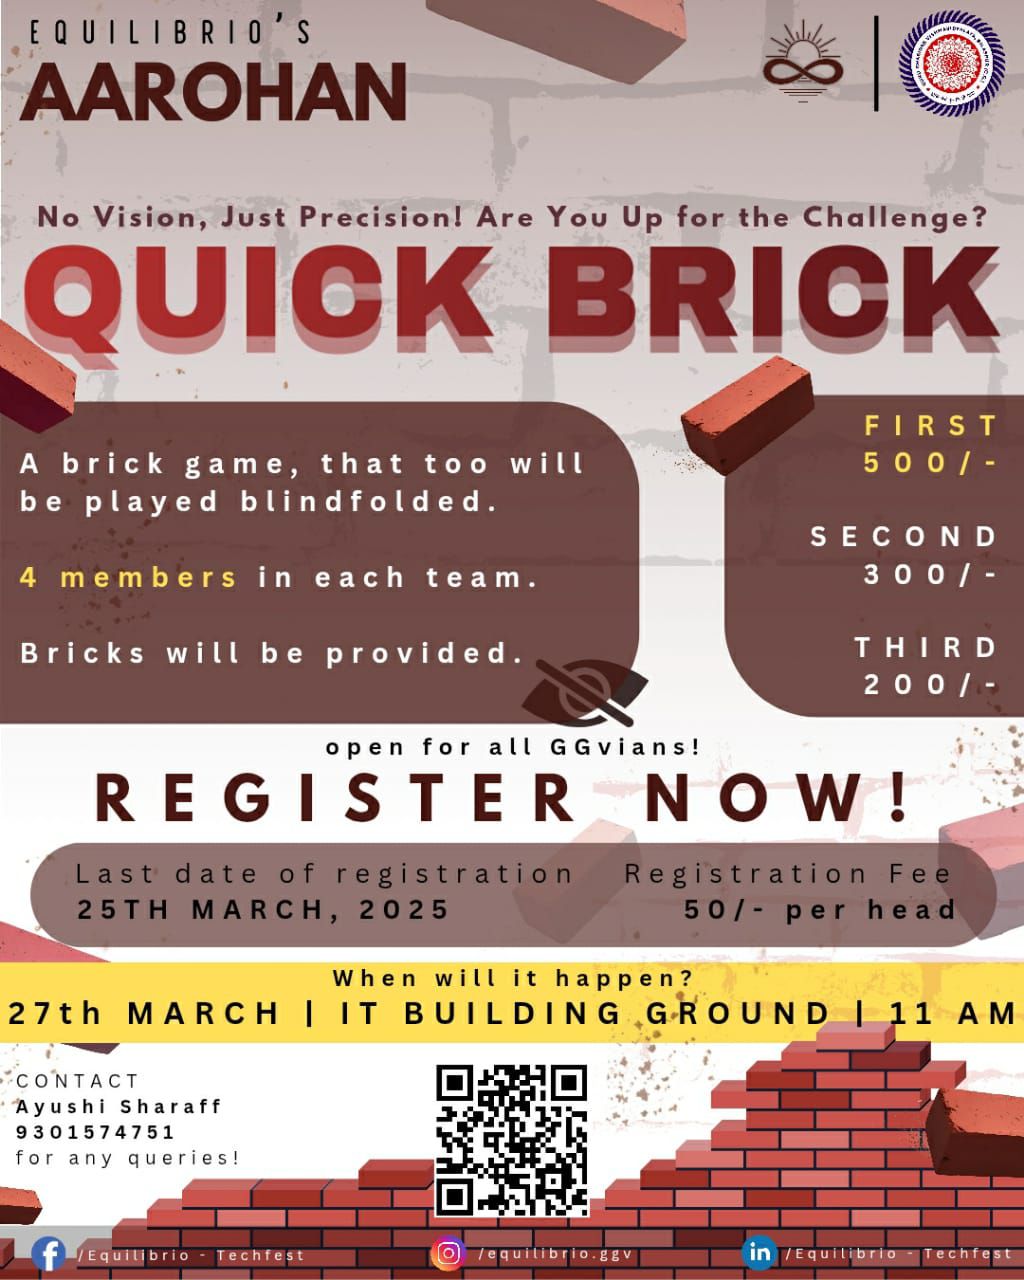 EQUILIBRIO'S
AAROHAN
No Vision, Just Precision! Are You Up for the Challenge?
QUICK BRICK
A brick game, that too will
be played blindfolded.
4 members in each team.
Bricks will be provided.
FIRST
500/-
SECOND
300/-
THIRD
200/-
open for all GGvians!
REGISTER NOW!
Last date of registration
25TH MARCH, 2025
Registration Fee
50/- per head
When will it happen?
27th MARCH | IT BUILDING GROUND | 11 AM
CONTACT
Ayushi Sharaff
9301574751
for any queries!
/Equilibrio - Techfest
/equilibrio.ggv
/Equilibrio - Techfest